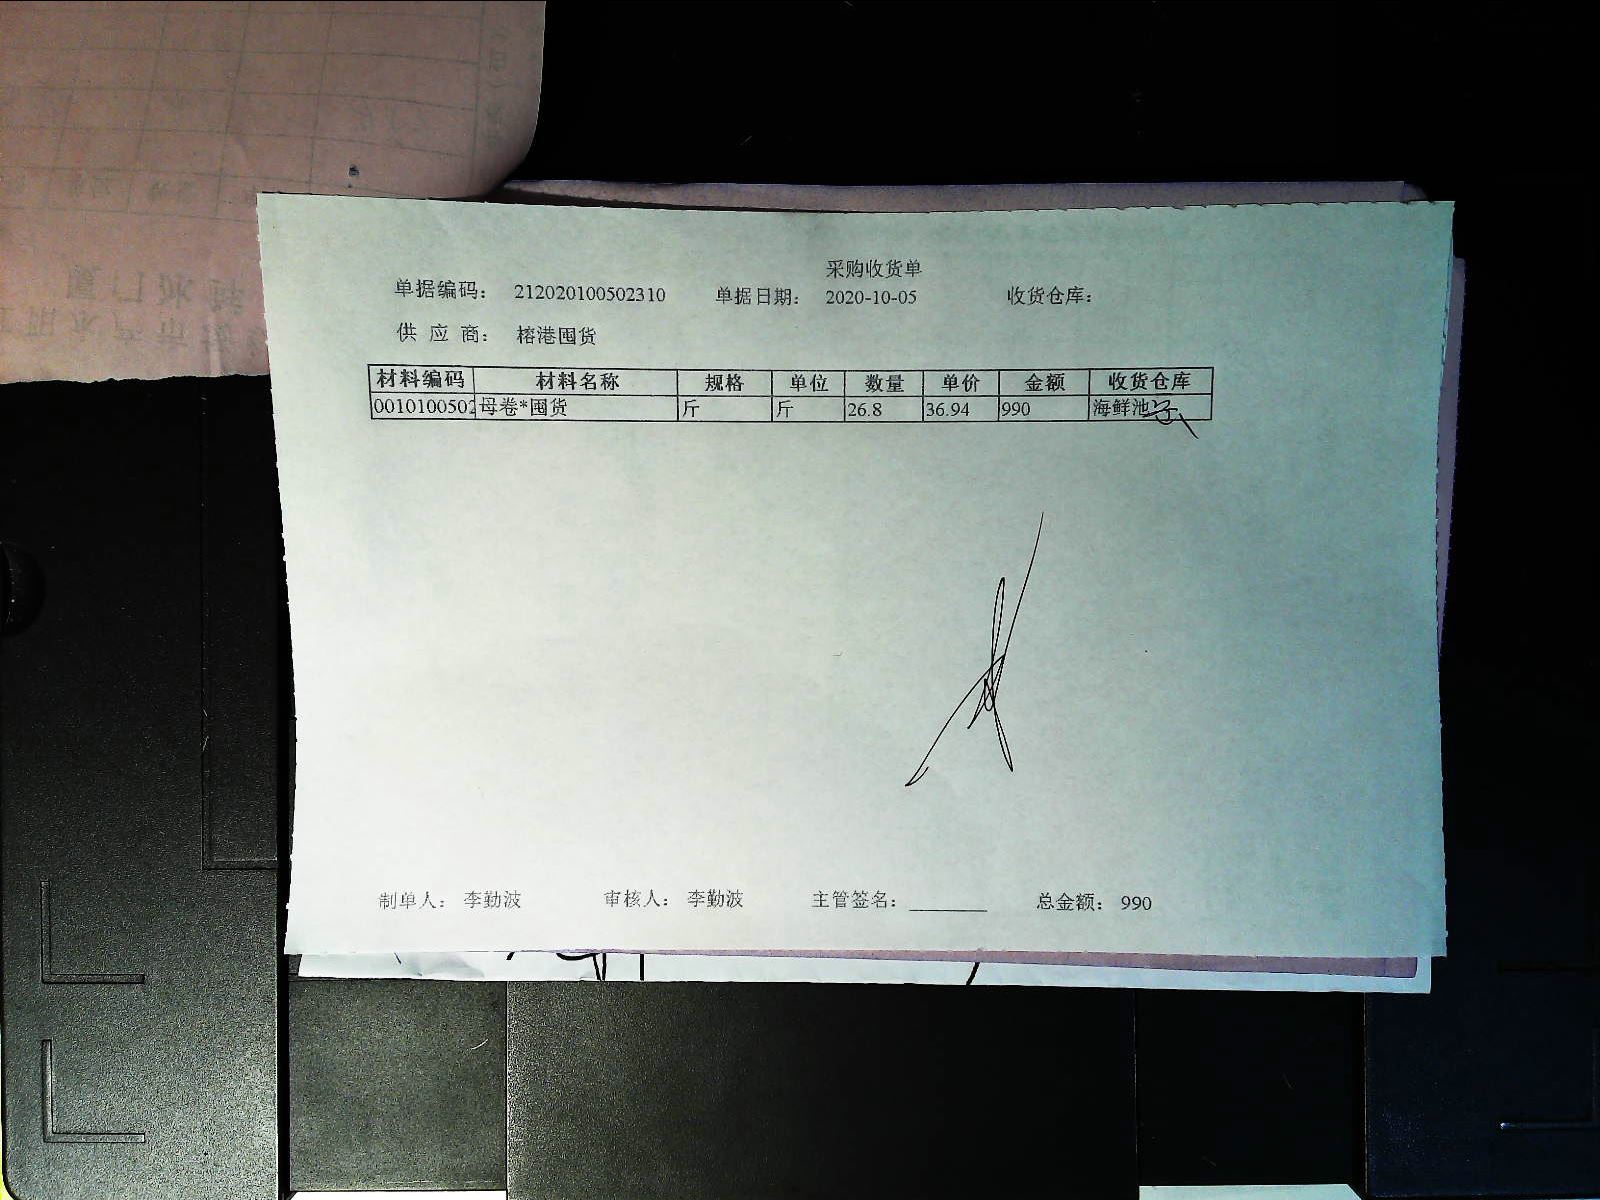 采购收货单
单据编码： 212020100502310 单据日期： 2020-10-05 收货仓库：
供 应 商： 榕港囤货
材料编码 材料名称 规格 单位 数量 单价 金额 收货仓库
0010100502 母卷*囤货 斤 斤 26.8 36.94 990 海鲜池
制单人： 李勤波 审核人： 李勤波 主管签名：________ 总金额： 990